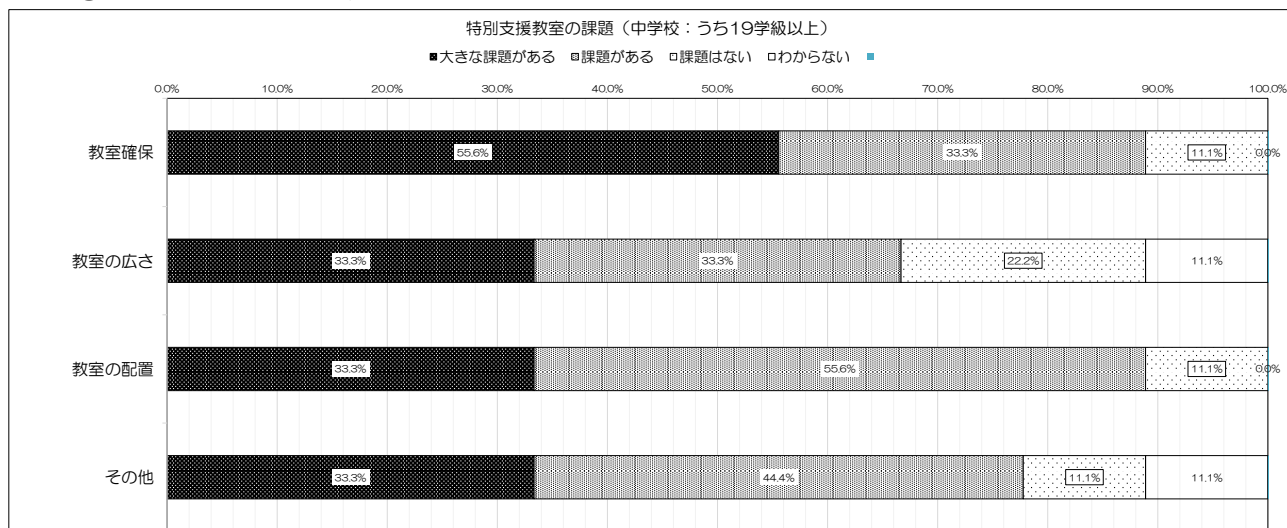 特別支援教室の課題（中学校：うち19学級以上）
大きな課題がある 課題がある 課題はない わからない
0.0% 10.0% 20.0% 30.0% 40.0% 50.0% 60.0% 70.0% 80.0% 90.0% 100.0%
教室確保 55.6% 33.3% 11.1% 0.0%
教室の広さ 33.3% 33.3% 22.2% 11.1%
教室の配置 33.3% 55.6% 11.1% 0.0%
その他 33.3% 44.4% 11.1% 11.1%